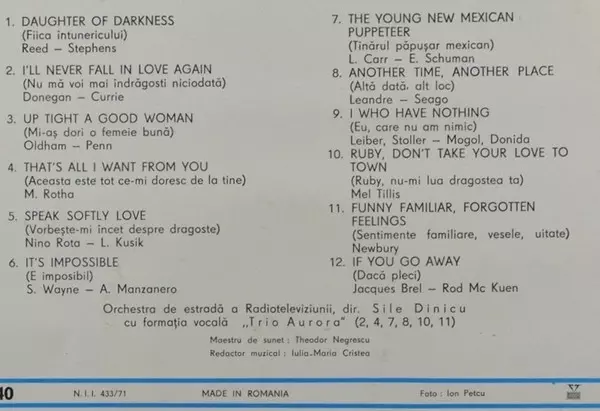 1. DAUGHTER OF DARKNESS
(Fiica întunericului)
Reed – Stephens
2. I'LL NEVER FALL IN LOVE AGAIN
(Nu mă voi mai îndrăgosti niciodată)
Donegan – Currie
3. UP TIGHT A GOOD WOMAN
(Mi-aș dori o femeie bună)
Oldham – Penn
4. THAT'S ALL I WANT FROM YOU
(Aceasta este tot ce-mi doresc de la tine)
M. Rotha
5. SPEAK SOFTLY LOVE
(Vorbește-mi încet despre dragoste)
Nino Rota – L. Kusik
6. IT'S IMPOSSIBLE
(E imposibil)
S. Wayne – A. Manzanero
7. THE YOUNG NEW MEXICAN
PUPPETEER
(Tînărul păpușar mexican)
L. Carr – E. Schuman
8. ANOTHER TIME, ANOTHER PLACE
(Altă dată, alt loc)
Leandre – Seago
9. I WHO HAVE NOTHING
(Eu, care nu am nimic)
Leiber, Stoller – Mogol, Donida
10. RUBY, DON'T TAKE YOUR LOVE TO
TOWN
(Ruby, nu-mi lua dragostea ta)
Mel Tillis
11. FUNNY FAMILIAR, FORGOTTEN
FEELINGS
(Sentimente familiare, vesele, uitate)
Newbury
12. IF YOU GO AWAY
(Dacă pleci)
Jacques Brel – Rod Mc Kuen
Orchestra de estradă a Radioteleviziunii, dir. Sile Dinicu
cu formația vocală „Trio Aurora" (2, 4, 7, 8, 10, 11)
Maestru de sunet : Theodor Negrescu
Redactor muzical : Iulia-Maria Cristea
40 N. I. I. 433/71 MADE IN ROMANIA Foto : Ion Petcu